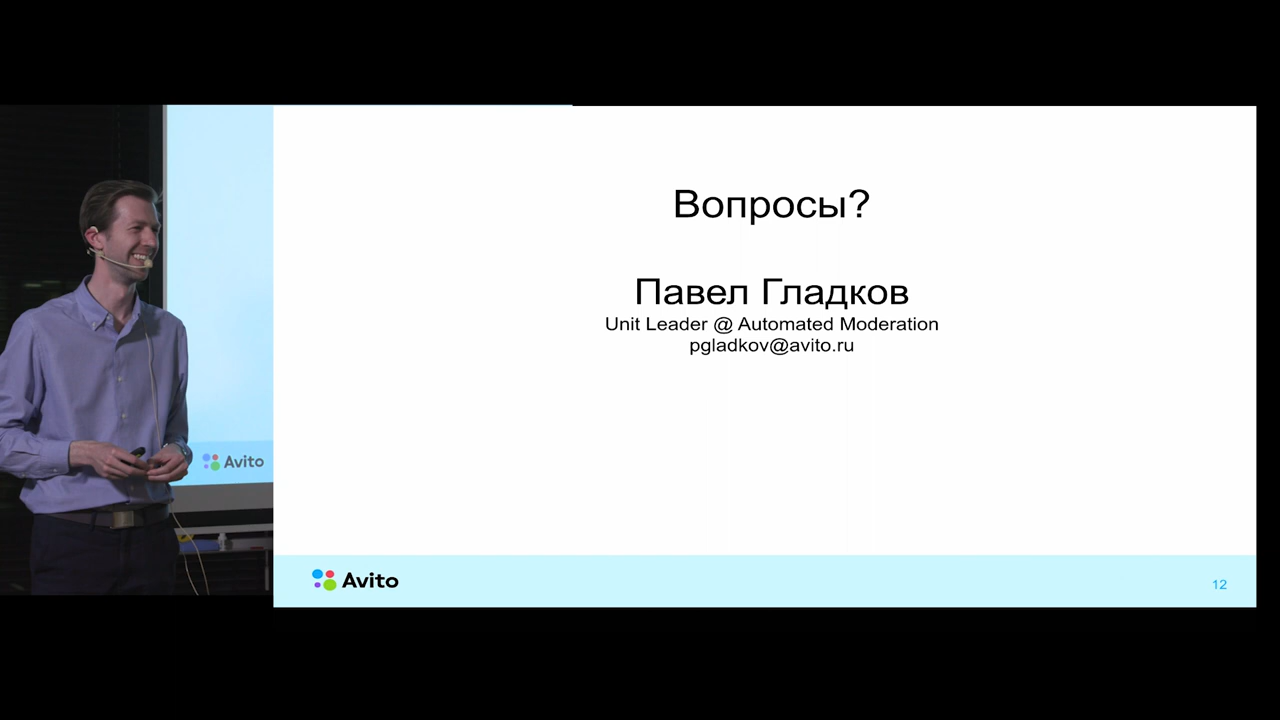 Вопросы?
Павел Гладков
Unit Leader @ Automated Moderation
pgladkov@avito.ru
Avito
Avito
12